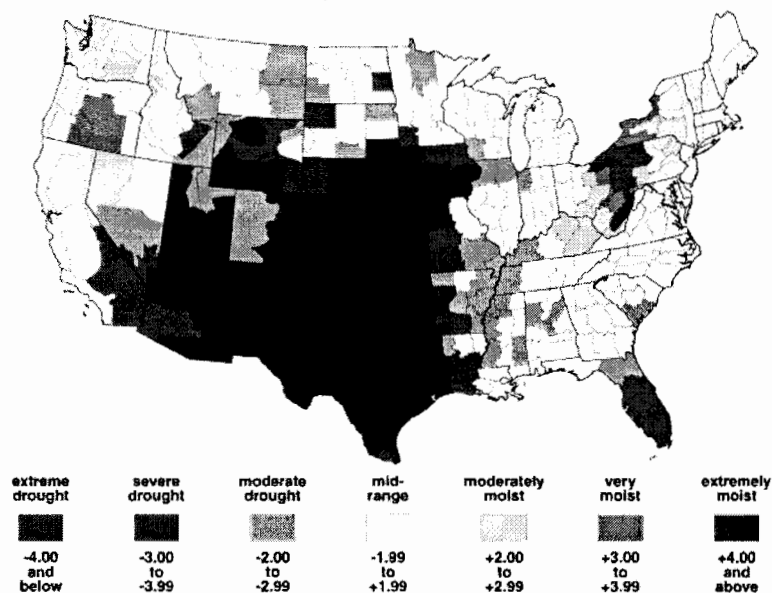 extreme severe moderate mid- moderately very extremely
drought drought drought range moist moist moist
-4.00 -3.00 -2.00 -1.99 +2.00 +3.00 +4.00
and to to to to to and
below -3.99 -2.99 +1.99 +2.99 +3.99 above